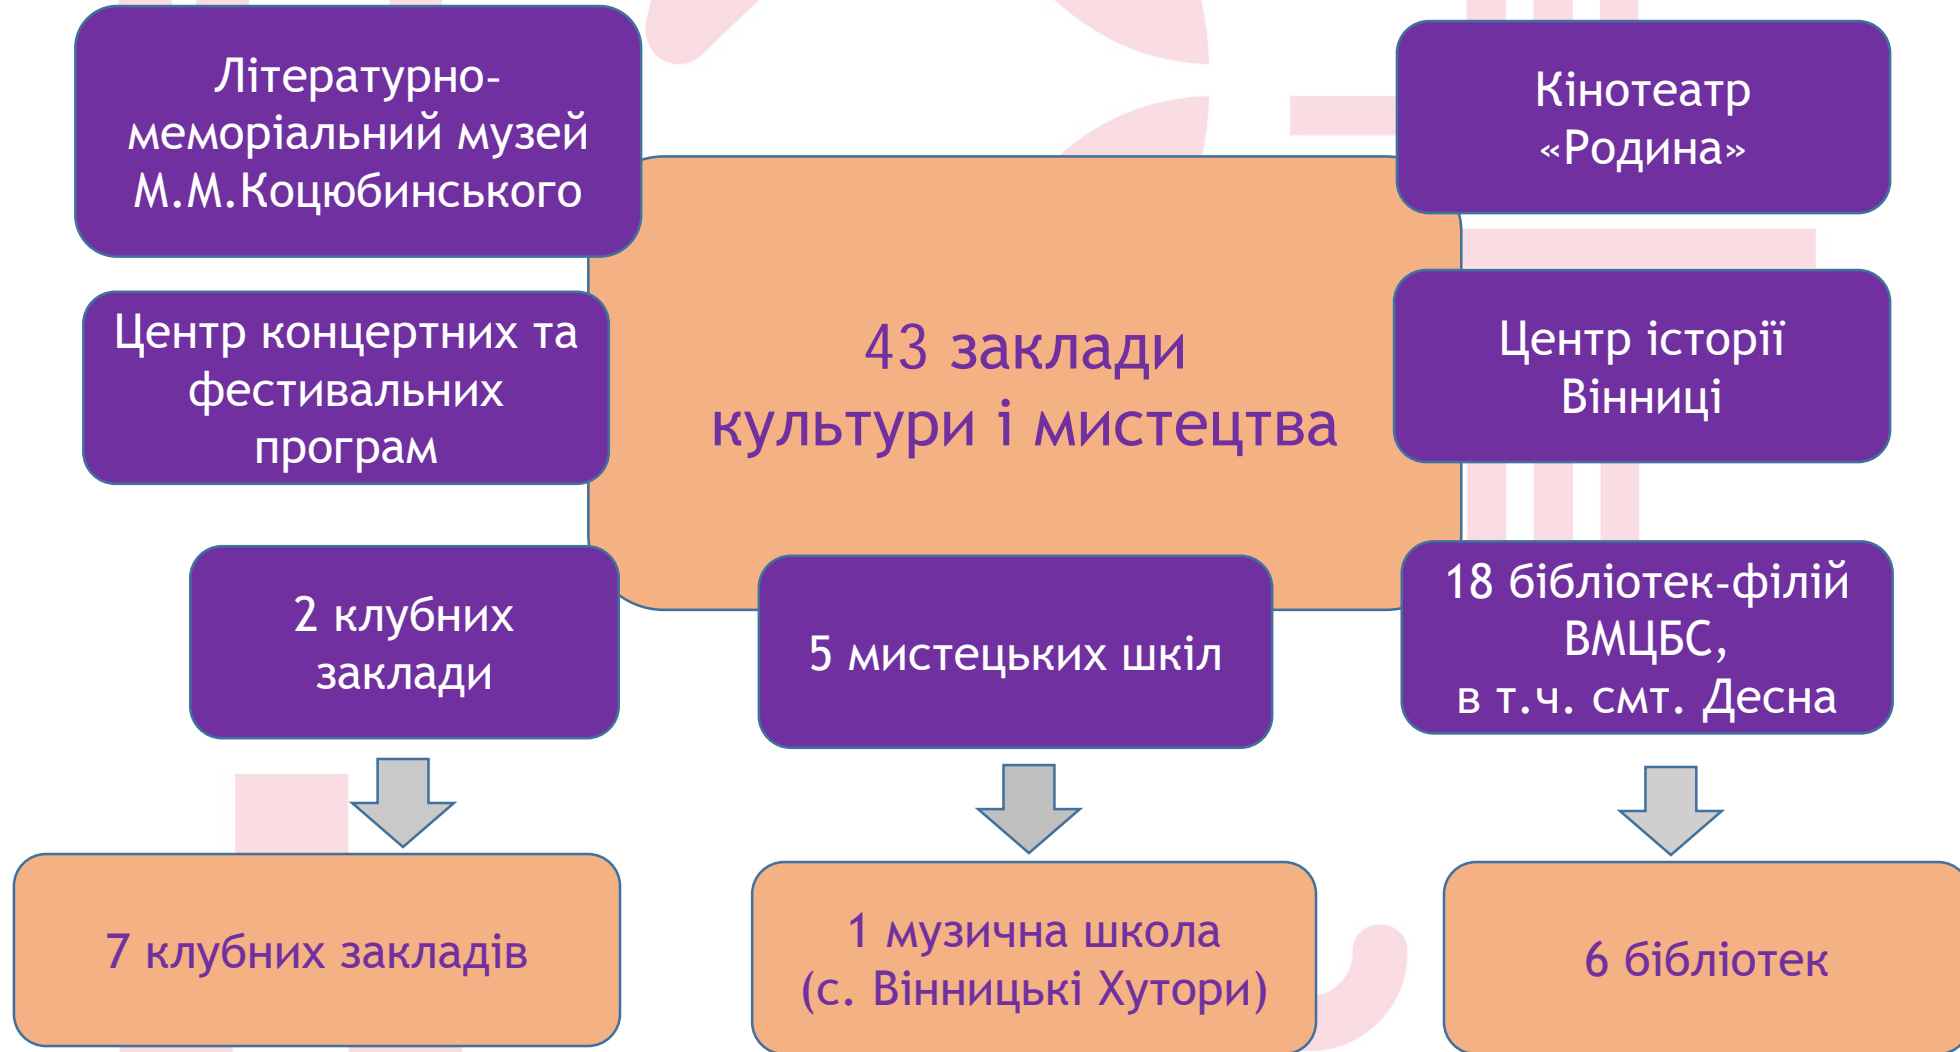 Літературно-
меморіальний музей
М.М.Коцюбинського
Кінотеатр
«Родина»
Центр концертних та
фестивальних
програм
43 заклади
культури і мистецтва
Центр історії
Вінниці
2 клубних
заклади
5 мистецьких шкіл
18 бібліотек-філій
ВМЦБС,
в т.ч. смт. Десна
7 клубних закладів
1 музична школа
(с. Вінницькі Хутори)
6 бібліотек